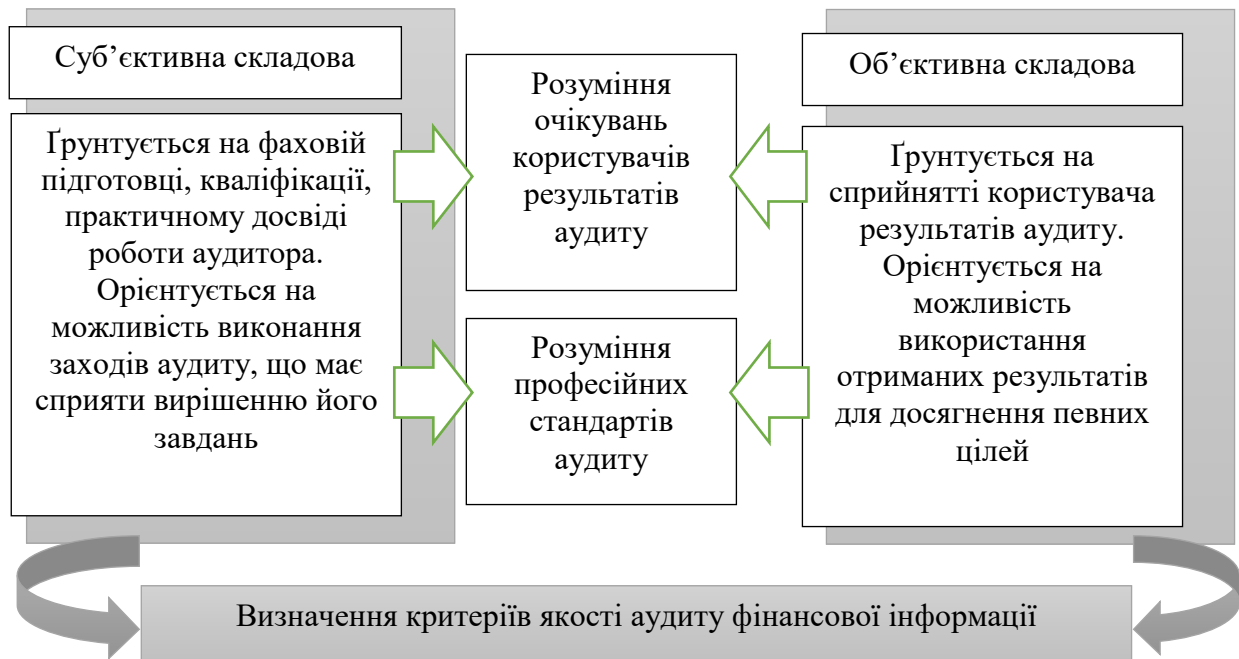 Суб’єктивна складова
Ґрунтується на фаховій
підготовці, кваліфікації,
практичному досвіді
роботи аудитора.
Орієнтується на
можливість виконання
заходів аудиту, що має
сприяти вирішенню його
завдань
Розуміння
очікувань
користувачів
результатів
аудиту
Розуміння
професійних
стандартів
аудиту
Об’єктивна складова
Ґрунтується на
сприйнятті користувача
результатів аудиту.
Орієнтується на
можливість
використання
отриманих результатів
для досягнення певних
цілей
Визначення критеріїв якості аудиту фінансової інформації